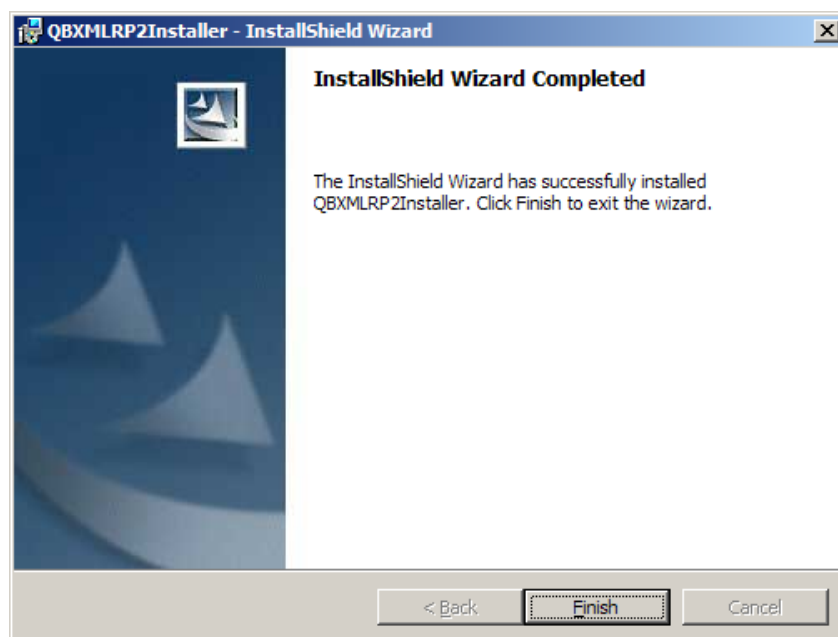 QBXMLRP2Installer - InstallShield Wizard
InstallShield Wizard Completed
The InstallShield Wizard has successfully installed
QBXMLRP2Installer. Click Finish to exit the wizard.
< Back
Finish
Cancel